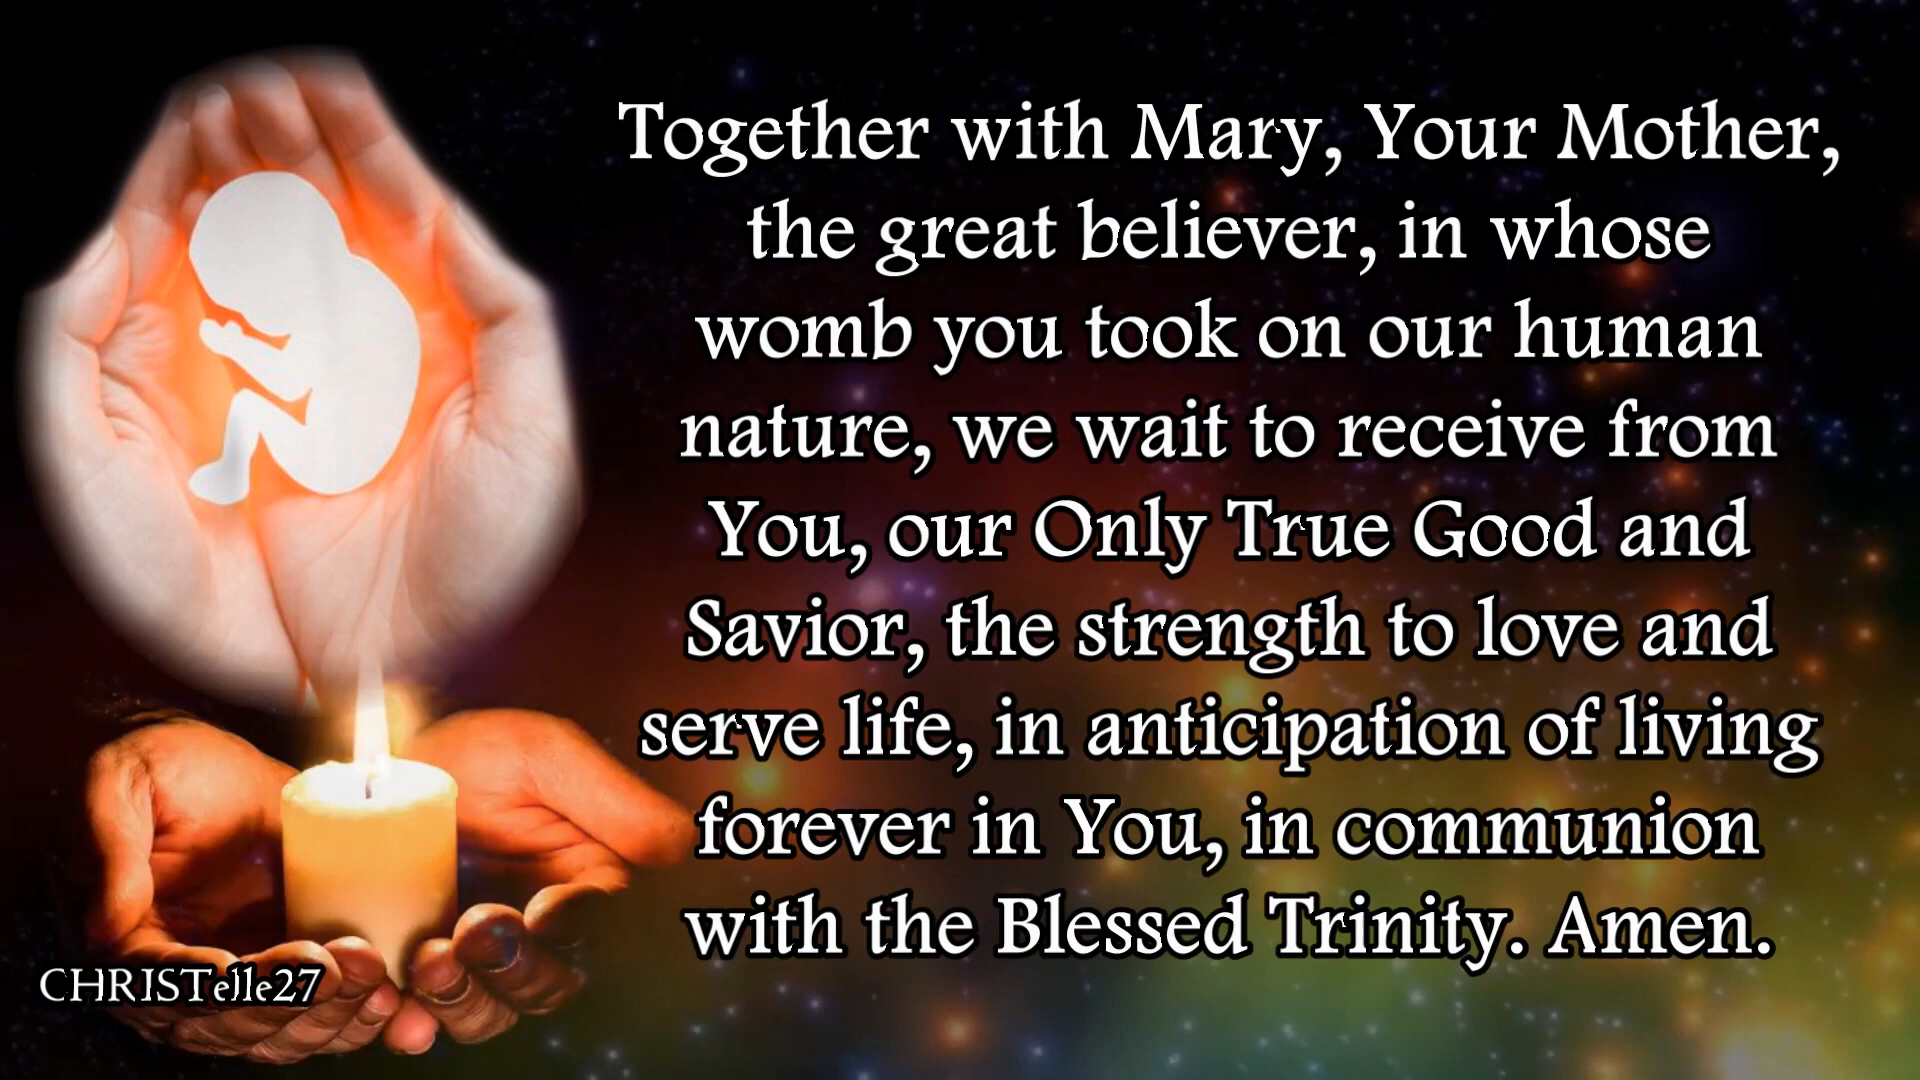 Together with Mary, Your Mother,
the great believer, in whose
womb you took on our human
nature, we wait to receive from
You, our Only True Good and
Savior, the strength to love and
serve life, in anticipation of living
forever in You, in communion
with the Blessed Trinity. Amen.
CHRISTelle27